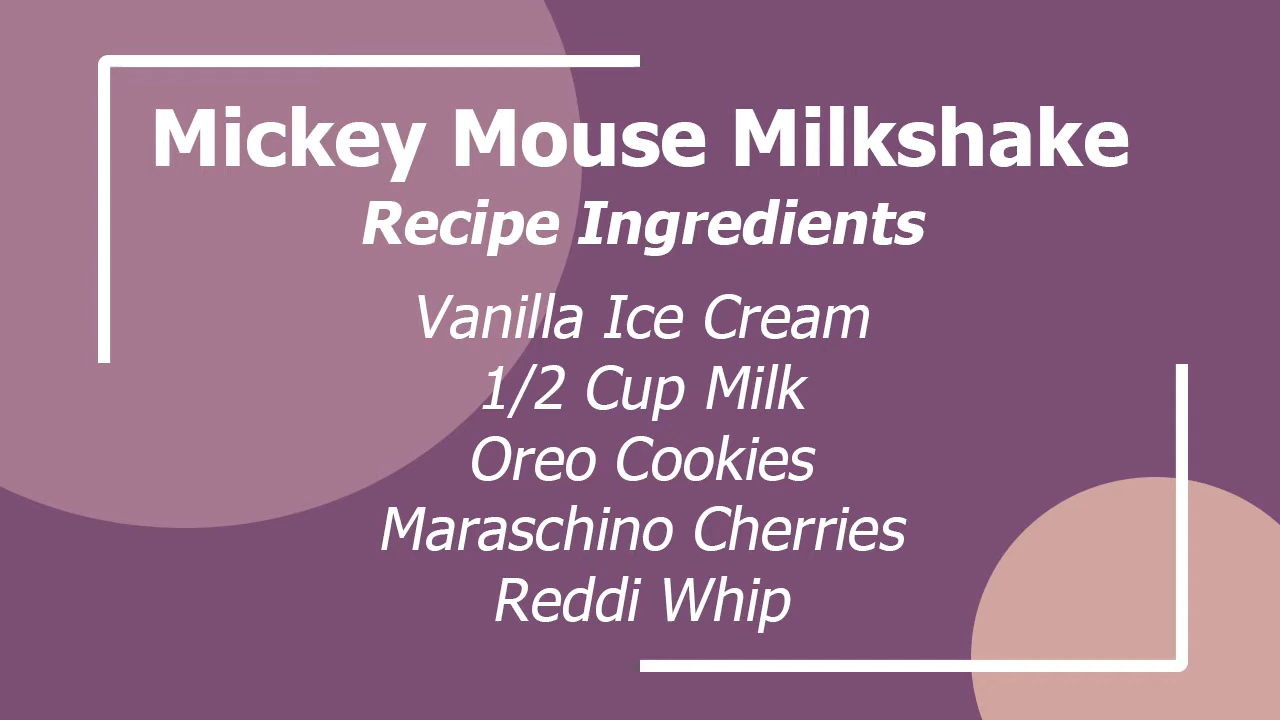 Mickey Mouse Milkshake
Recipe Ingredients
Vanilla Ice Cream
1/2 Cup Milk
Oreo Cookies
Maraschino Cherries
Reddi Whip